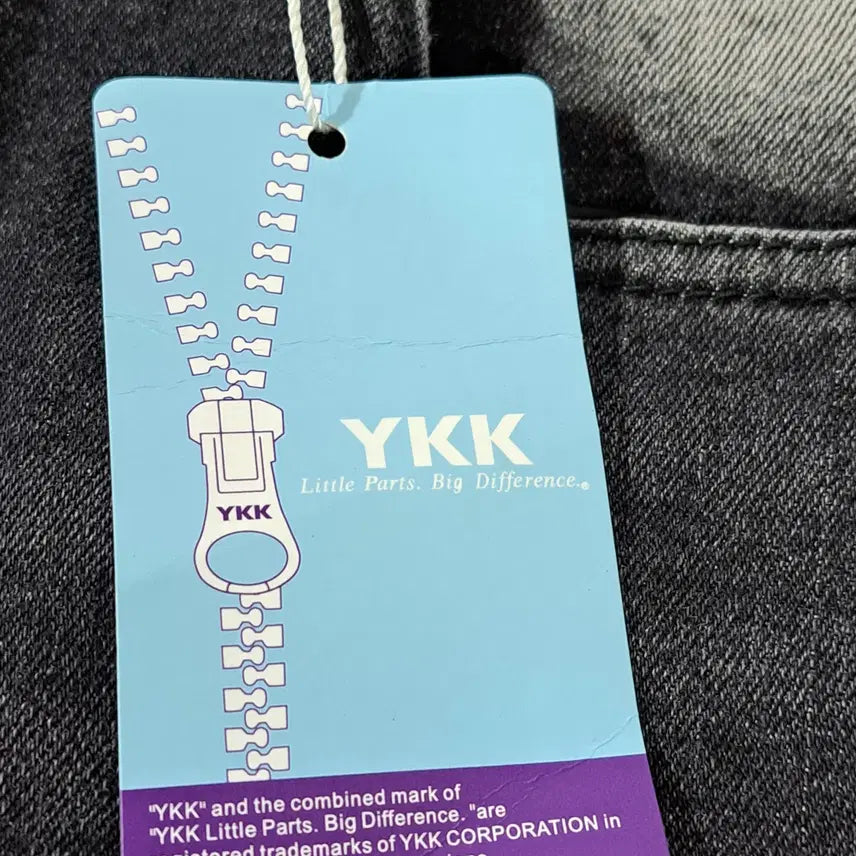 YKK
Little Parts. Big Difference.®
YKK
"YKK" and the combined mark of
"YKK Little Parts. Big Difference. "are
registered trademarks of YKK CORPORATION in